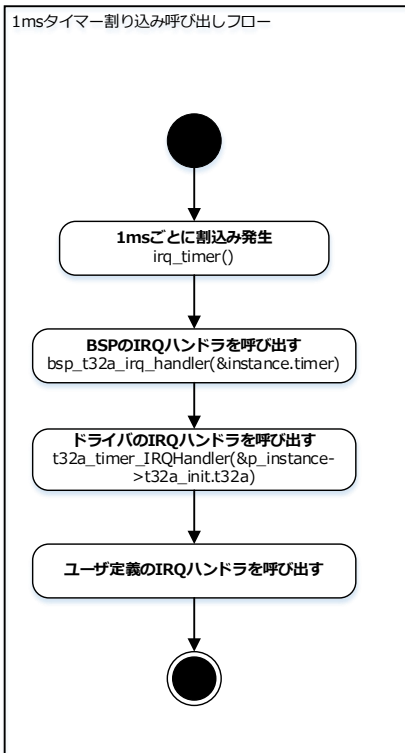 1msタイマー割り込み呼び出しフロー
1msごとに割込み発生
irq_timer()
BSPのIRQハンドラを呼び出す
bsp_t32a_irq_handler(&instance.timer)
ドライバのIRQハンドラを呼び出す
t32a_timer_IRQHandler(&p_instance-
>t32a_init.t32a)
ユーザ定義のIRQハンドラを呼び出す